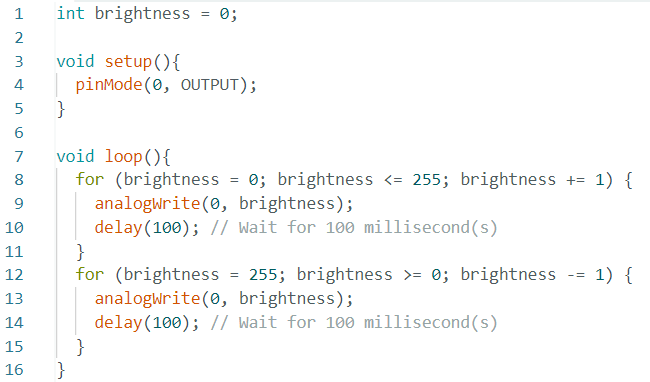 1 int brightness = 0;
2
3 void setup(){
4   pinMode(0, OUTPUT);
5 }
6
7 void loop(){
8   for (brightness = 0; brightness <= 255; brightness += 1) {
9     analogWrite(0, brightness);
10     delay(100); // Wait for 100 millisecond(s)
11   }
12   for (brightness = 255; brightness >= 0; brightness -= 1) {
13     analogWrite(0, brightness);
14     delay(100); // Wait for 100 millisecond(s)
15   }
16 }